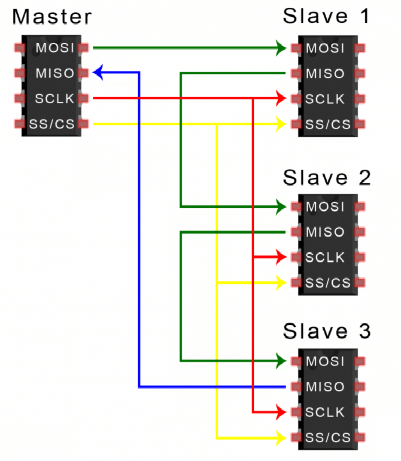 Master
MOSI
MISO
SCLK
SS/CS
Slave 1
MOSI
MISO
SCLK
SS/CS
Slave 2
MOSI
MISO
SCLK
SS/CS
Slave 3
MOSI
MISO
SCLK
SS/CS